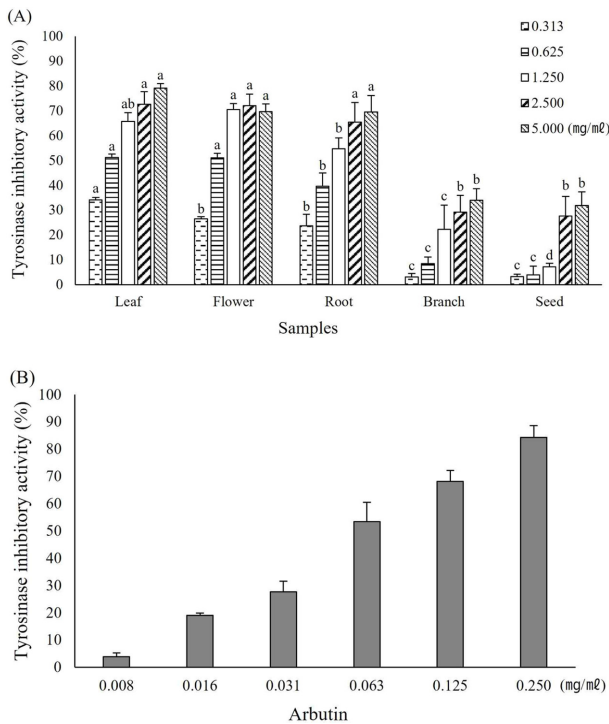 (A)
0.313
0.625
1.250
2.500
5.000 (mg/㎖)
Tyrosinase inhibitory activity (%)
100
90
80
70
60
50
40
30
20
10
0
a a ab a a
b a a a a
b b b a a
c c c b b
c c d b b
Leaf Flower Root Branch Seed
Samples
(B)
Tyrosinase inhibitory activity (%)
100
90
80
70
60
50
40
30
20
10
0
0.008 0.016 0.031 0.063 0.125 0.250 (mg/㎖)
Arbutin